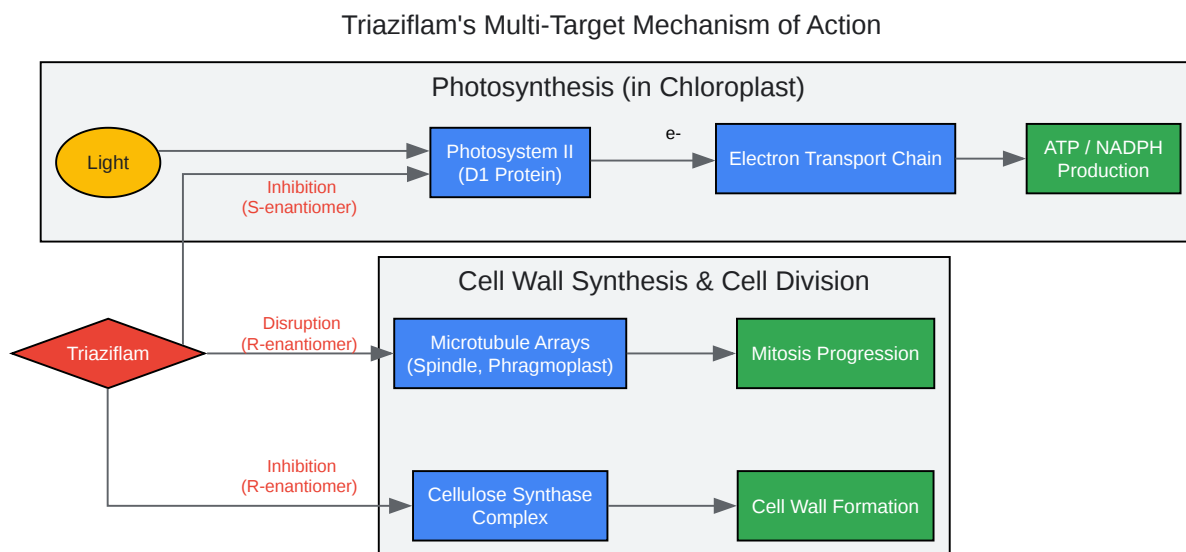 Triaziflam's Multi-Target Mechanism of Action
Photosynthesis (in Chloroplast)
Light
Photosystem II
(D1 Protein)
e-
Electron Transport Chain
ATP / NADPH
Production
Inhibition
(S-enantiomer)
Cell Wall Synthesis & Cell Division
Triaziflam
Disruption
(R-enantiomer)
Microtubule Arrays
(Spindle, Phragmoplast)
Mitosis Progression
Inhibition
(R-enantiomer)
Cellulose Synthase
Complex
Cell Wall Formation